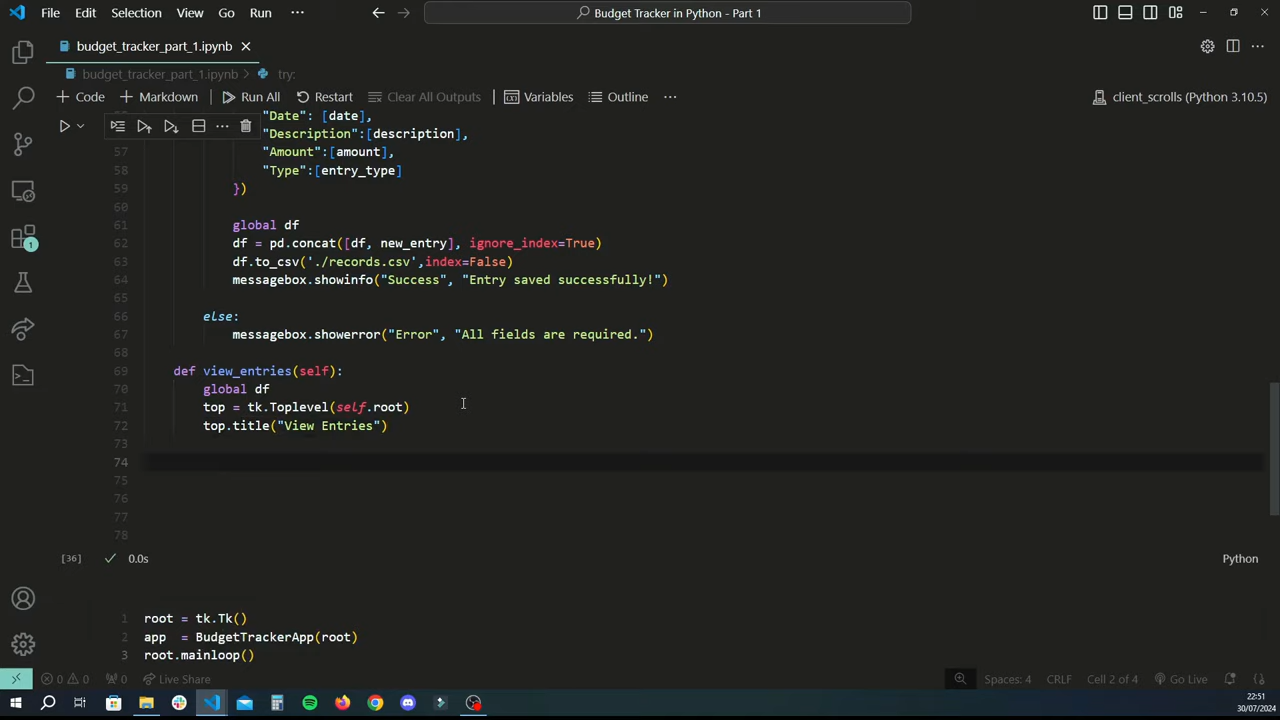 File Edit Selection View Go Run ··· Budget Tracker in Python - Part 1
budget_tracker_part_1.ipynb
budget_tracker_part_1.ipynb > try:
+ Code + Markdown Run All Restart Clear All Outputs Variables Outline ··· client_scrolls (Python 3.10.5)
"Date": [date],
57 "Description":[description],
58 "Amount":[amount],
"Type":[entry_type]
59 })
60
61 global df
62 df = pd.concat([df, new_entry], ignore_index=True)
63 df.to_csv('./records.csv',index=False)
64 messagebox.showinfo("Success", "Entry saved successfully!")
65
66 else:
67 messagebox.showerror("Error", "All fields are required.")
68
69 def view_entries(self):
70 global df
71 top = tk.Toplevel(self.root)
72 top.title("View Entries")
73
74
75
76
77
78
[36] 0.0s Python
1 root = tk.Tk()
2 app = BudgetTrackerApp(root)
3 root.mainloop()
0 0 0 Live Share Spaces: 4 CRLF Cell 2 of 4 Go Live
22:51
30/07/2024